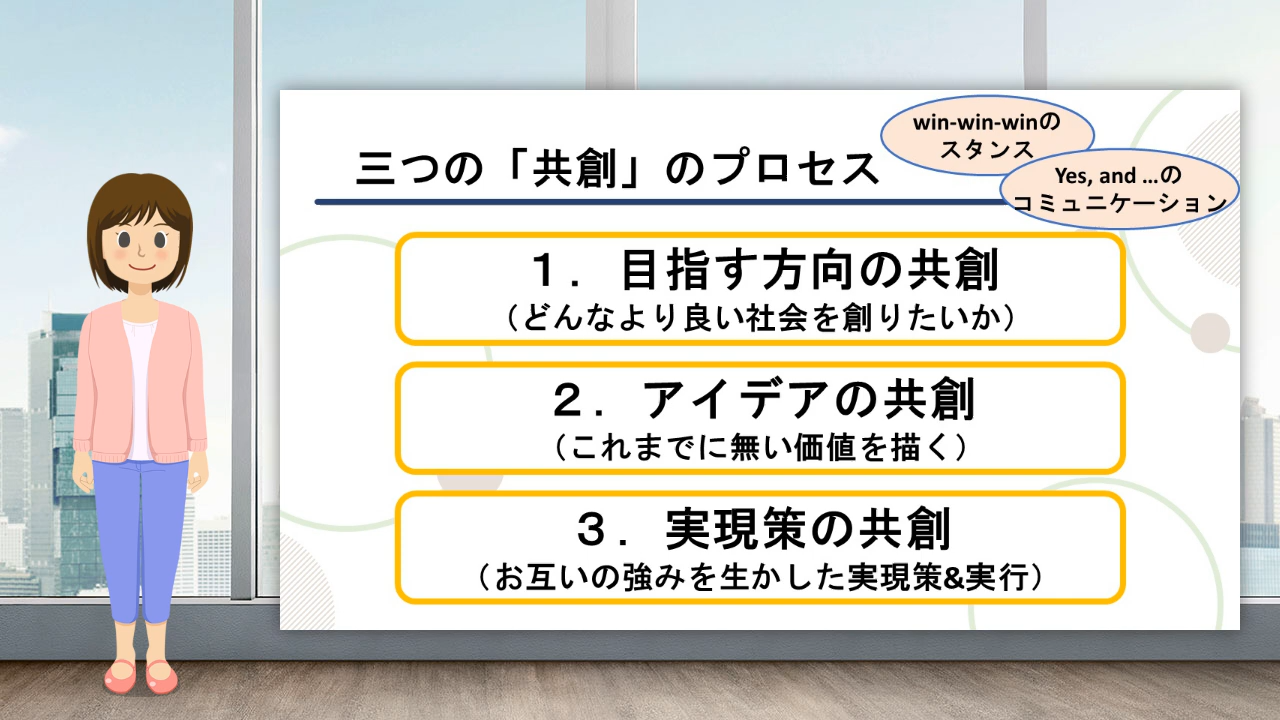 三つの「共創」のプロセス
win-win-winの
スタンス
Yes, and …の
コミュニケーション
１．目指す方向の共創
（どんなより良い社会を創りたいか）
２．アイデアの共創
（これまでに無い価値を描く）
３．実現策の共創
（お互いの強みを生かした実現策&実行）